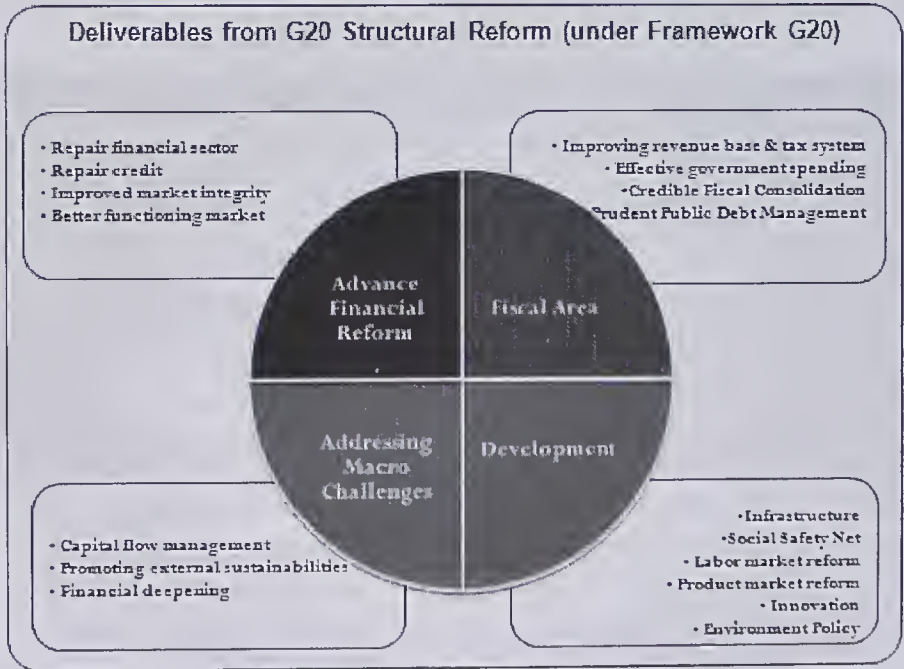 Deliverables from G20 Structural Reform (under Framework G20)
• Repair financial sector
• Repair credit
• Improved market integrity
• Better functioning market
• Improving revenue base & tax system
• Effective government spending
•Credible Fiscal Consolidation
Prudent Public Debt Management
Advance
Financial
Reform
Fiscal Area
Addressing
Macro
Challenges
Development
• Capital flow management
• Promoting external sustainabilities
• Financial deepening
•Infrastructure
•Social Safety Net
• Labor market reform
• Product market reform
• Innovation
• Environment Policy